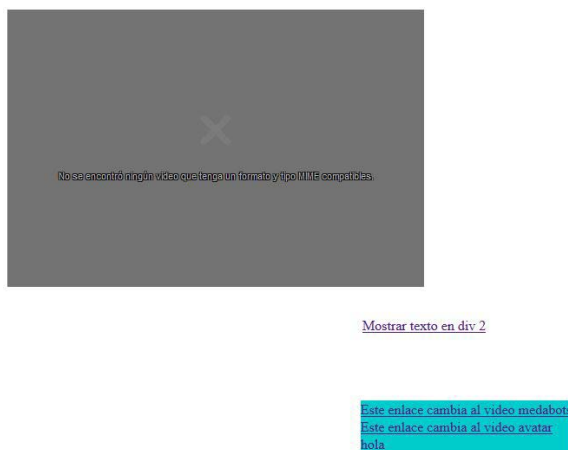 No se encontró ningún video que tenga un formato y tipo MIME compatibles.
Mostrar texto en div 2
Este enlace cambia al video medabots
Este enlace cambia al video avatar
hola